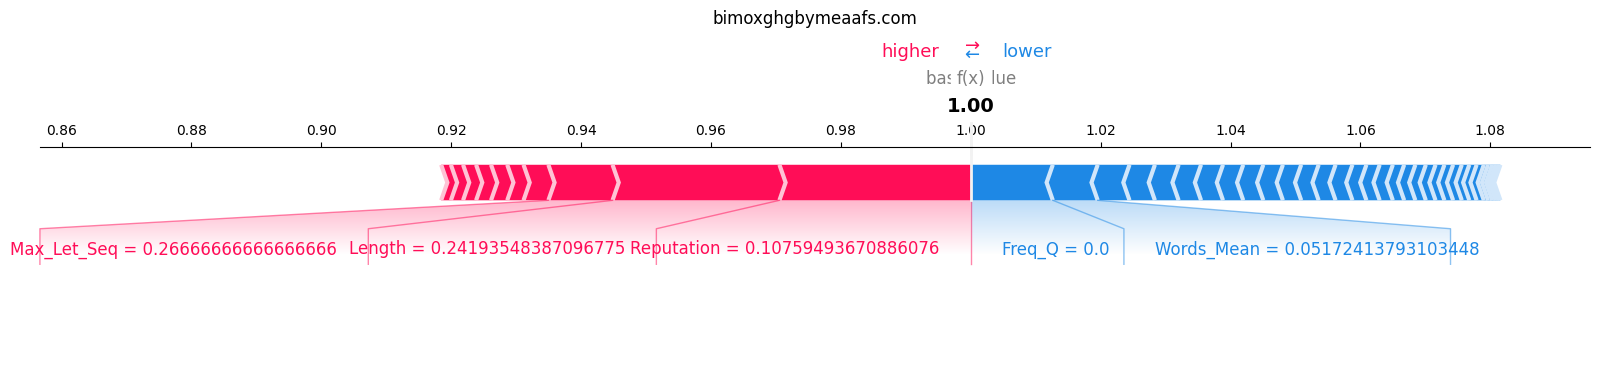 bimoxghgbymeaafs.com
higher → ← lower
bas f(x) lue
1.00
0.86 0.88 0.90 0.92 0.94 0.96 0.98 1.00 1.02 1.04 1.06 1.08
Max_Let_Seq = 0.26666666666666666 Length = 0.24193548387096775 Reputation = 0.10759493670886076 Freq_Q = 0.0 Words_Mean = 0.05172413793103448